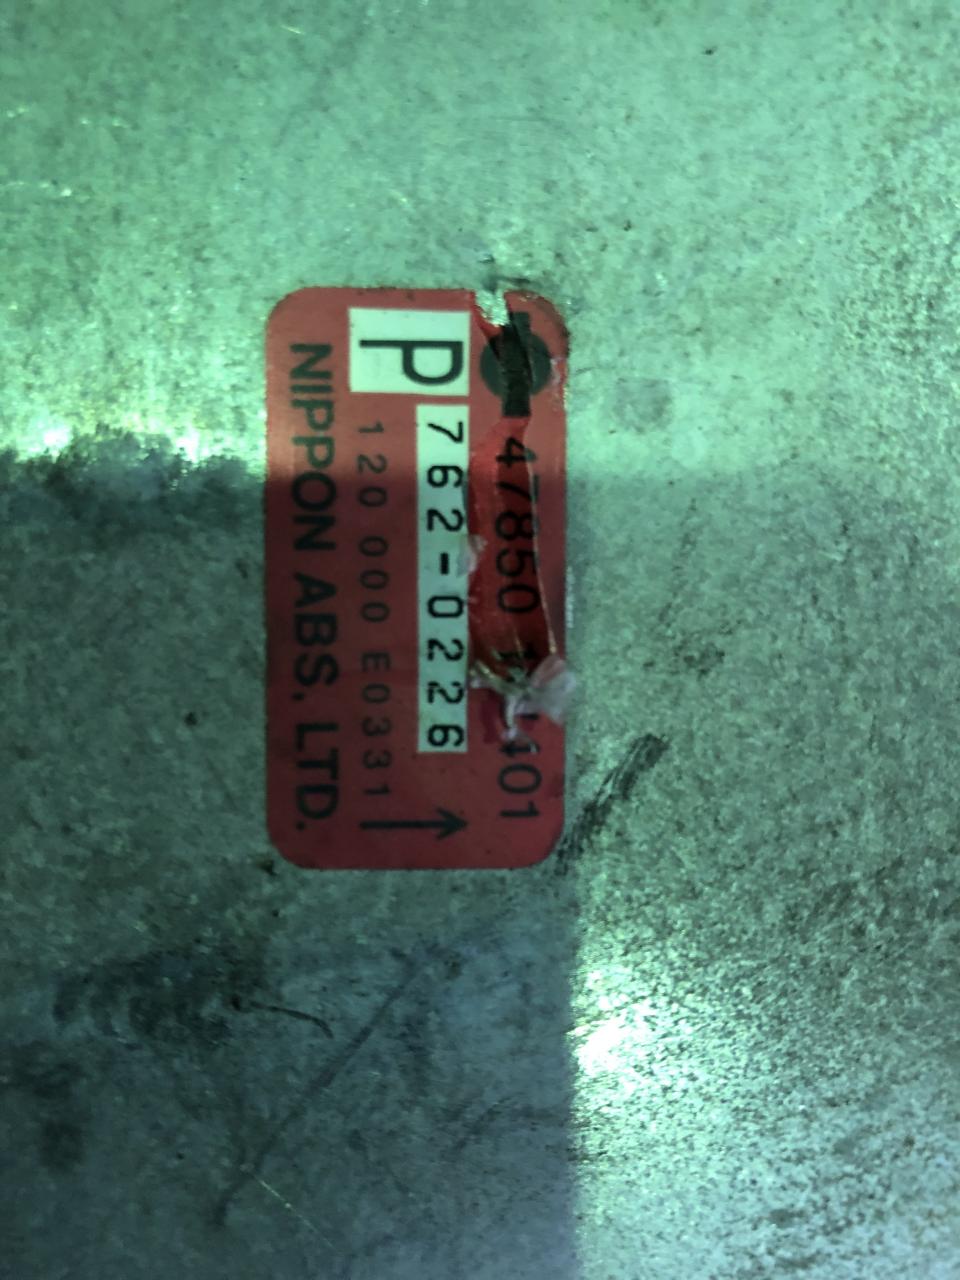 47850 401
P 762-0226
120 000 E0331 ↑
NIPPON ABS, LTD.